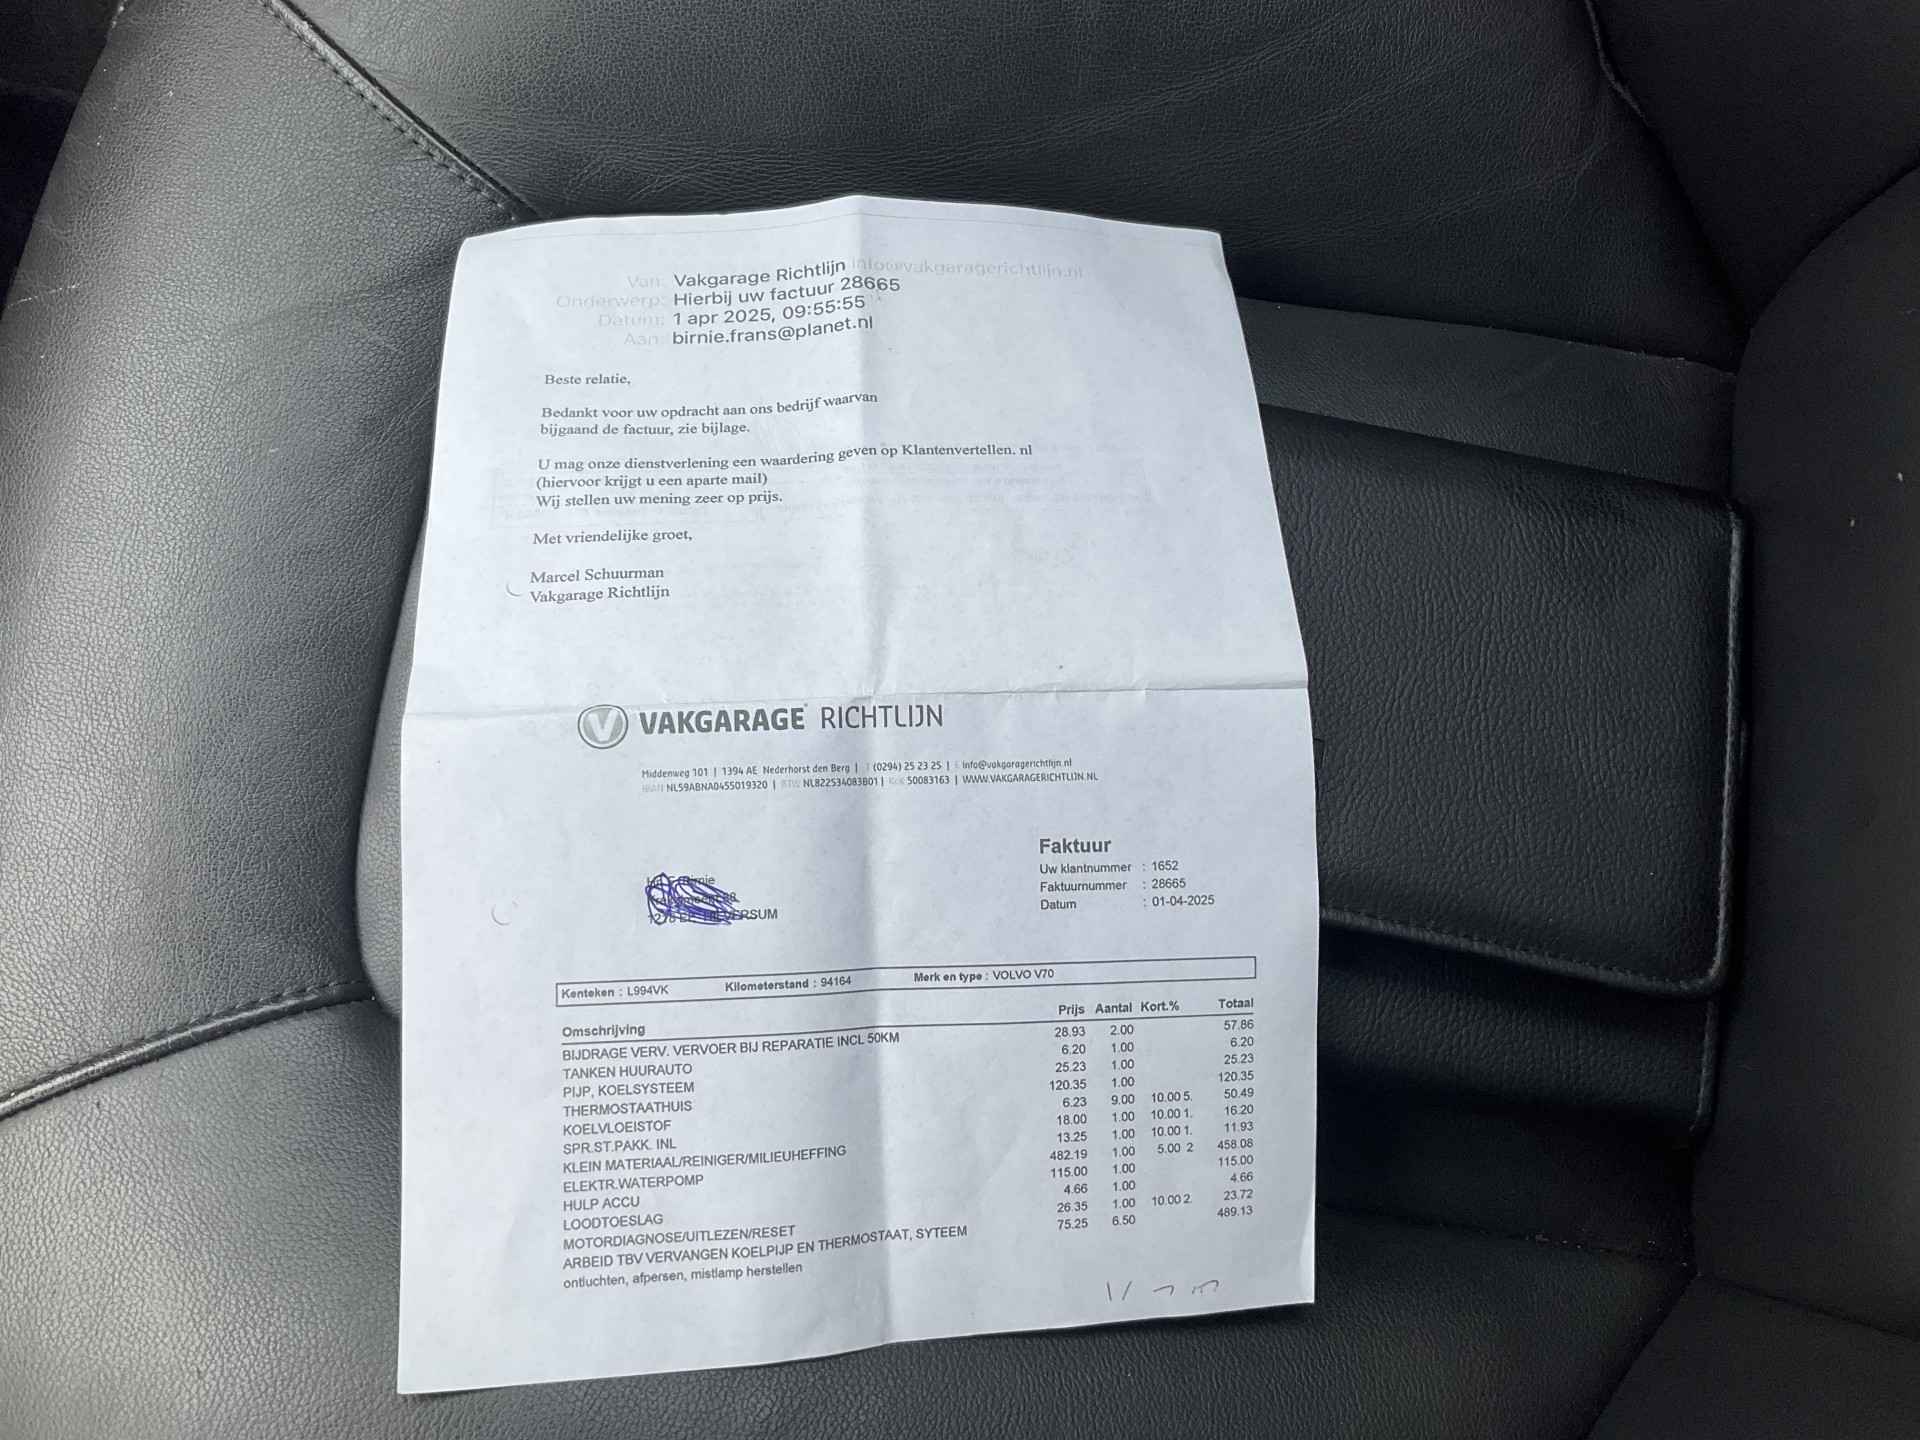 Van: Vakgarage Richtlijn info@vakgaragerichtlijn.nl
Onderwerp: Hierbij uw factuur 28665
Datum: 1 apr 2025, 09:55:55
Aan: birnie.frans@planet.nl
Beste relatie,
Bedankt voor uw opdracht aan ons bedrijf waarvan
bijgaand de factuur, zie bijlage.
U mag onze dienstverlening een waardering geven op Klantenvertellen. nl
(hiervoor krijgt u een aparte mail)
Wij stellen uw mening zeer op prijs.
Met vriendelijke groet,
Marcel Schuurman
Vakgarage Richtlijn
VAKGARAGE RICHTLIJN
Middenweg 101 | 1394 AE Nederhorst den Berg | T (0294) 25 23 25 | E info@vakgaragerichtlijn.nl
IBAN NL59ABNA0455019320 | BTW NL822534083B01 | KvK 50083163 | WWW.VAKGARAGERICHTLIJN.NL
Faktuur
Uw klantnummer : 1652
Faktuurnummer : 28665
Datum : 01-04-2025
Birnie
HILVERSUM
Kenteken : L994VK Kilometerstand : 94164 Merk en type : VOLVO V70
Omschrijving Prijs Aantal Kort.% Totaal
BIJDRAGE VERV. VERVOER BIJ REPARATIE INCL 50KM 28.93 2.00 57.86
TANKEN HUURAUTO 6.20 1.00 6.20
PIJP, KOELSYSTEEM 25.23 1.00 25.23
THERMOSTAATHUIS 120.35 1.00 120.35
KOELVLOEISTOF 6.23 9.00 10.00 5. 50.49
SPR.ST.PAKK. INL 18.00 1.00 10.00 1. 16.20
KLEIN MATERIAAL/REINIGER/MILIEUHEFFING 13.25 1.00 10.00 1. 11.93
ELEKTR.WATERPOMP 482.19 1.00 5.00 2 458.08
HULP ACCU 115.00 1.00 115.00
LOODTOESLAG 4.66 1.00 4.66
MOTORDIAGNOSE/UITLEZEN/RESET 26.35 1.00 10.00 2. 23.72
ARBEID TBV VERVANGEN KOELPIJP EN THERMOSTAAT, SYTEEM 75.25 6.50 489.13
ontluchten, afpersen, mistlamp herstellen